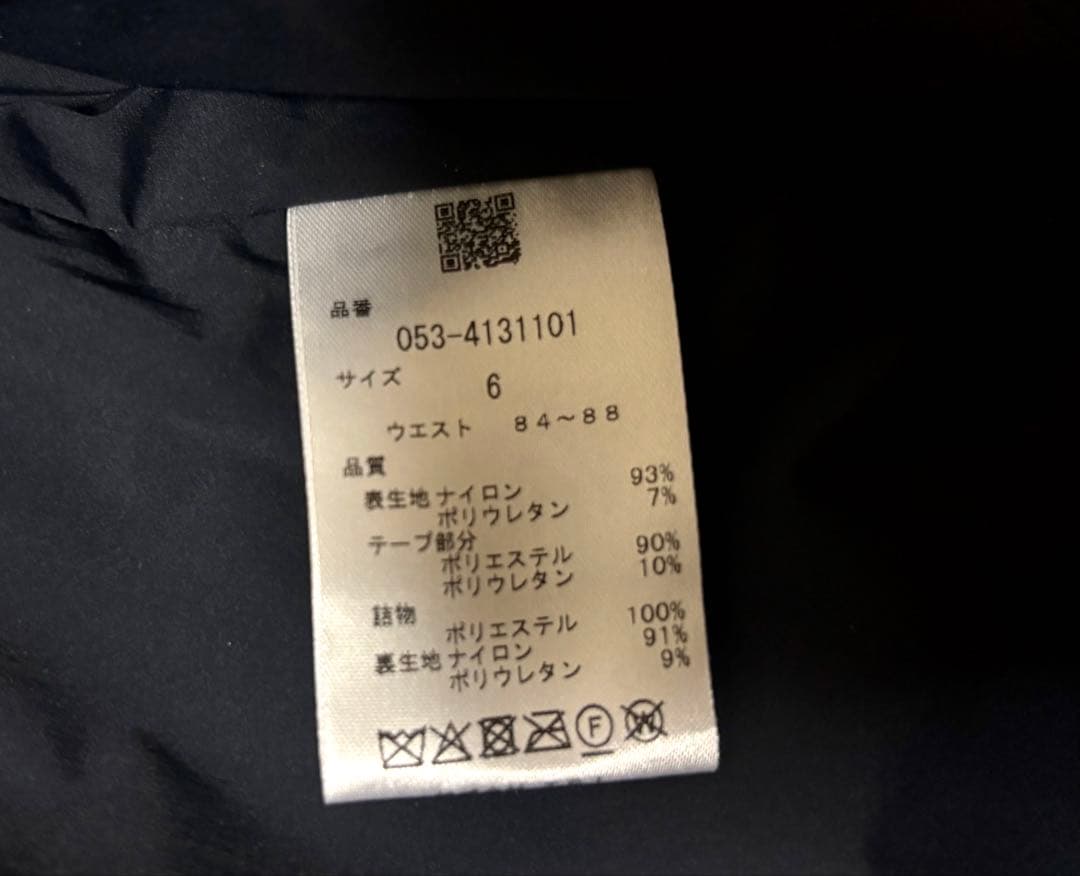 品番
053-4131101
サイズ 6
ウエスト 84~88
品質
表生地 ナイロン 93%
ポリウレタン 7%
テープ部分
ポリエステル 90%
ポリウレタン 10%
詰物
ポリエステル 100%
裏生地 ナイロン 91%
ポリウレタン 9%
F W